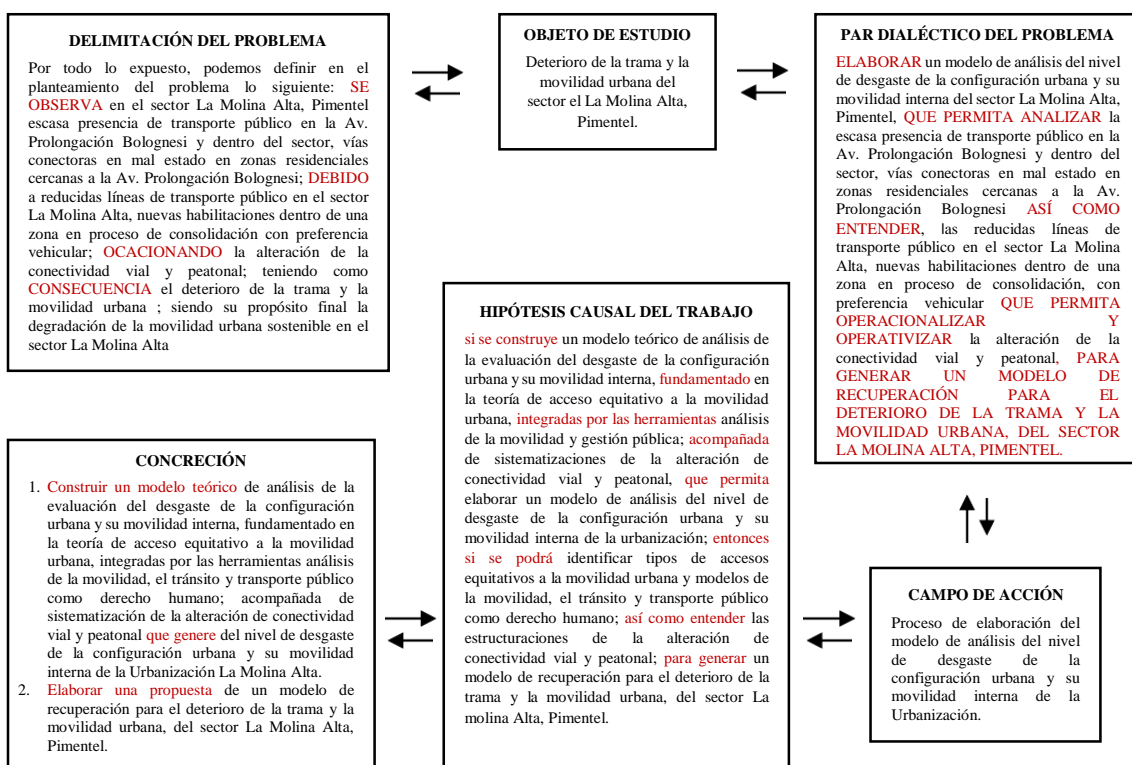 DELIMITACIÓN DEL PROBLEMA
Por todo lo expuesto, podemos definir en el
planteamiento del problema lo siguiente: SE
OBSERVA en el sector La Molina Alta, Pimentel
escasa presencia de transporte público en la Av.
Prolongación Bolognesi y dentro del sector, vías
conectoras en mal estado en zonas residenciales
cercanas a la Av. Prolongación Bolognesi; DEBIDO
a reducidas líneas de transporte público en el sector
La Molina Alta, nuevas habilitaciones dentro de una
zona en proceso de consolidación con preferencia
vehicular; OCACIONANDO la alteración de la
conectividad vial y peatonal; teniendo como
CONSECUENCIA el deterioro de la trama y la
movilidad urbana ; siendo su propósito final la
degradación de la movilidad urbana sostenible en el
sector La Molina Alta
OBJETO DE ESTUDIO
Deterioro de la trama y la
movilidad urbana del
sector el La Molina Alta,
Pimentel.
PAR DIALÉCTICO DEL PROBLEMA
ELABORAR un modelo de análisis del nivel
de desgaste de la configuración urbana y su
movilidad interna del sector La Molina Alta,
Pimentel, QUE PERMITA ANALIZAR la
escasa presencia de transporte público en la
Av. Prolongación Bolognesi y dentro del
sector, vías conectoras en mal estado en
zonas residenciales cercanas a la Av.
Prolongación Bolognesi ASÍ COMO
ENTENDER, las reducidas líneas de
transporte público en el sector La Molina
Alta, nuevas habilitaciones dentro de una
zona en proceso de consolidación, con
preferencia vehicular QUE PERMITA
OPERACIONALIZAR Y
OPERATIVIZAR la alteración de la
conectividad vial y peatonal, PARA
GENERAR UN MODELO DE
RECUPERACIÓN PARA EL
DETERIORO DE LA TRAMA Y LA
MOVILIDAD URBANA, DEL SECTOR
LA MOLINA ALTA, PIMENTEL.
HIPÓTESIS CAUSAL DEL TRABAJO
si se construye un modelo teórico de análisis de
la evaluación del desgaste de la configuración
urbana y su movilidad interna, fundamentado en
la teoría de acceso equitativo a la movilidad
urbana, integradas por las herramientas análisis
de la movilidad y gestión pública; acompañada
de sistematizaciones de la alteración de
conectividad vial y peatonal, que permita
elaborar un modelo de análisis del nivel de
desgaste de la configuración urbana y su
movilidad interna de la urbanización; entonces
si se podrá identificar tipos de accesos
equitativos a la movilidad urbana y modelos de
la movilidad, el tránsito y transporte público
como derecho humano; así como entender las
estructuraciones de la alteración de
conectividad vial y peatonal; para generar un
modelo de recuperación para el deterioro de la
trama y la movilidad urbana, del sector La
molina Alta, Pimentel.
CONCRECIÓN
1. Construir un modelo teórico de análisis de la
evaluación del desgaste de la configuración
urbana y su movilidad interna, fundamentado en
la teoría de acceso equitativo a la movilidad
urbana, integradas por las herramientas análisis
de la movilidad, el tránsito y transporte público
como derecho humano; acompañada de
sistematización de la alteración de conectividad
vial y peatonal que genere del nivel de desgaste
de la configuración urbana y su movilidad
interna de la Urbanización La Molina Alta.
2. Elaborar una propuesta de un modelo de
recuperación para el deterioro de la trama y la
movilidad urbana, del sector La Molina Alta,
Pimentel.
CAMPO DE ACCIÓN
Proceso de elaboración del
modelo de análisis del nivel
de desgaste de la
configuración urbana y su
movilidad interna de la
Urbanización.